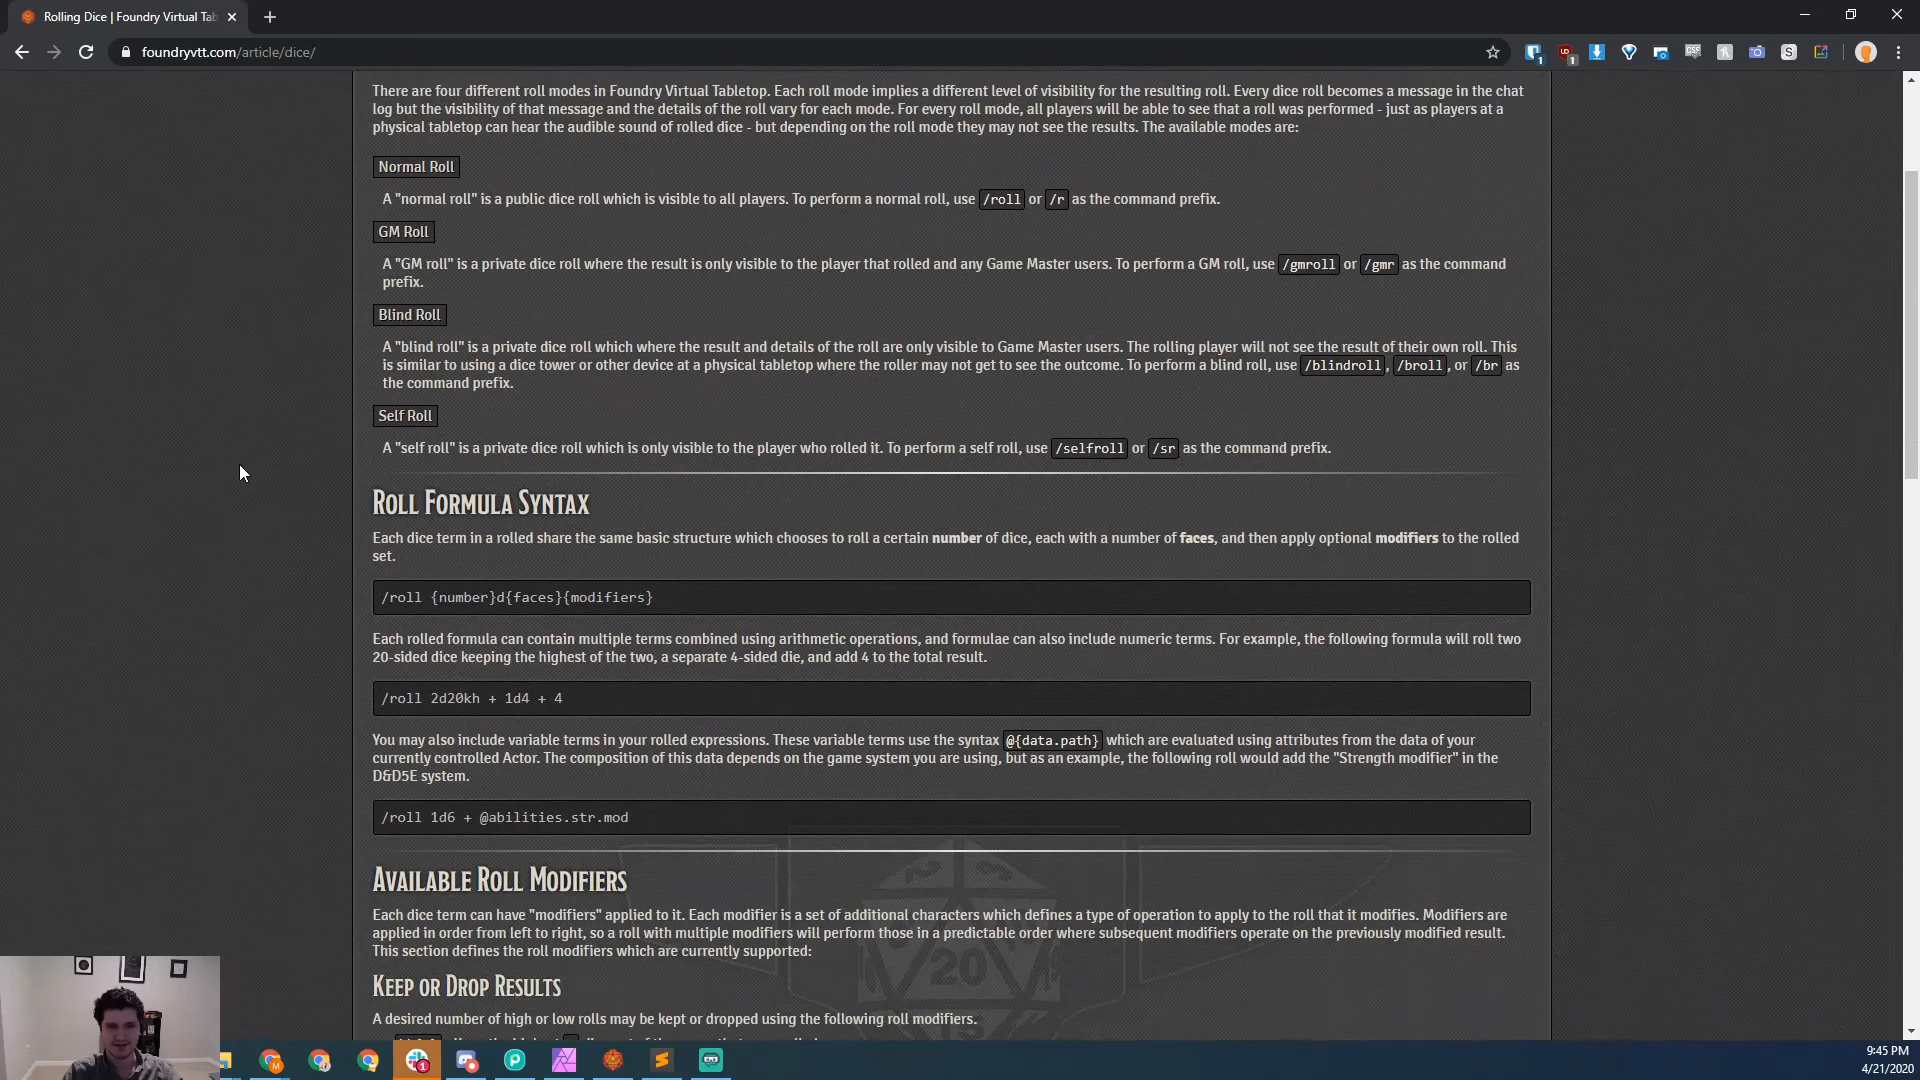 Rolling Dice | Foundry Virtual Tab
foundryvtt.com/article/dice/
There are four different roll modes in Foundry Virtual Tabletop. Each roll mode implies a different level of visibility for the resulting roll. Every dice roll becomes a message in the chat
log but the visibility of that message and the details of the roll vary for each mode. For every roll mode, all players will be able to see that a roll was performed - just as players at a
physical tabletop can hear the audible sound of rolled dice - but depending on the roll mode they may not see the results. The available modes are:
Normal Roll
A "normal roll" is a public dice roll which is visible to all players. To perform a normal roll, use /roll or /r as the command prefix.
GM Roll
A "GM roll" is a private dice roll where the result is only visible to the player that rolled and any Game Master users. To perform a GM roll, use /gmroll or /gmr as the command
prefix.
Blind Roll
A "blind roll" is a private dice roll which where the result and details of the roll are only visible to Game Master users. The rolling player will not see the result of their own roll. This
is similar to using a dice tower or other device at a physical tabletop where the roller may not get to see the outcome. To perform a blind roll, use /blindroll, /broll, or /br as
the command prefix.
Self Roll
A "self roll" is a private dice roll which is only visible to the player who rolled it. To perform a self roll, use /selfroll or /sr as the command prefix.
ROLL FORMULA SYNTAX
Each dice term in a rolled share the same basic structure which chooses to roll a certain number of dice, each with a number of faces, and then apply optional modifiers to the rolled
set.
/roll {number}d{faces}{modifiers}
Each rolled formula can contain multiple terms combined using arithmetic operations, and formulae can also include numeric terms. For example, the following formula will roll two
20-sided dice keeping the highest of the two, a separate 4-sided die, and add 4 to the total result.
/roll 2d20kh + 1d4 + 4
You may also include variable terms in your rolled expressions. These variable terms use the syntax @{data.path} which are evaluated using attributes from the data of your
currently controlled Actor. The composition of this data depends on the game system you are using, but as an example, the following roll would add the "Strength modifier" in the
D&D5E system.
/roll 1d6 + @abilities.str.mod
AVAILABLE ROLL MODIFIERS
Each dice term can have "modifiers" applied to it. Each modifier is a set of additional characters which defines a type of operation to apply to the roll that it modifies. Modifiers are
applied in order from left to right, so a roll with multiple modifiers will perform those in a predictable order where subsequent modifiers operate on the previously modified result.
This section defines the roll modifiers which are currently supported:
20
KEEP OR DROP RESULTS
A desired number of high or low rolls may be kept or dropped using the following roll modifiers.
9:45 PM
4/21/2020